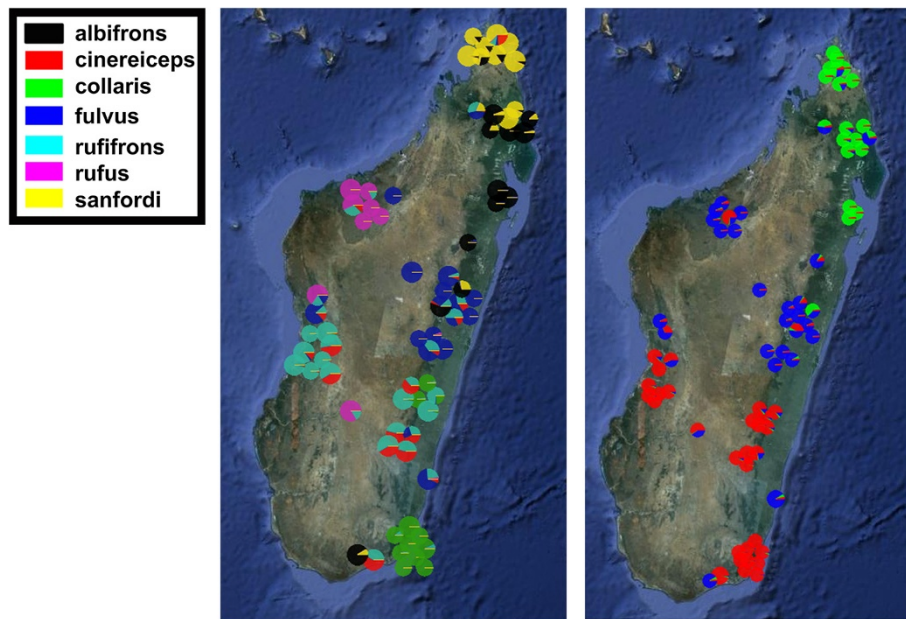 albifrons
cinereiceps
collaris
fulvus
rufifrons
rufus
sanfordi